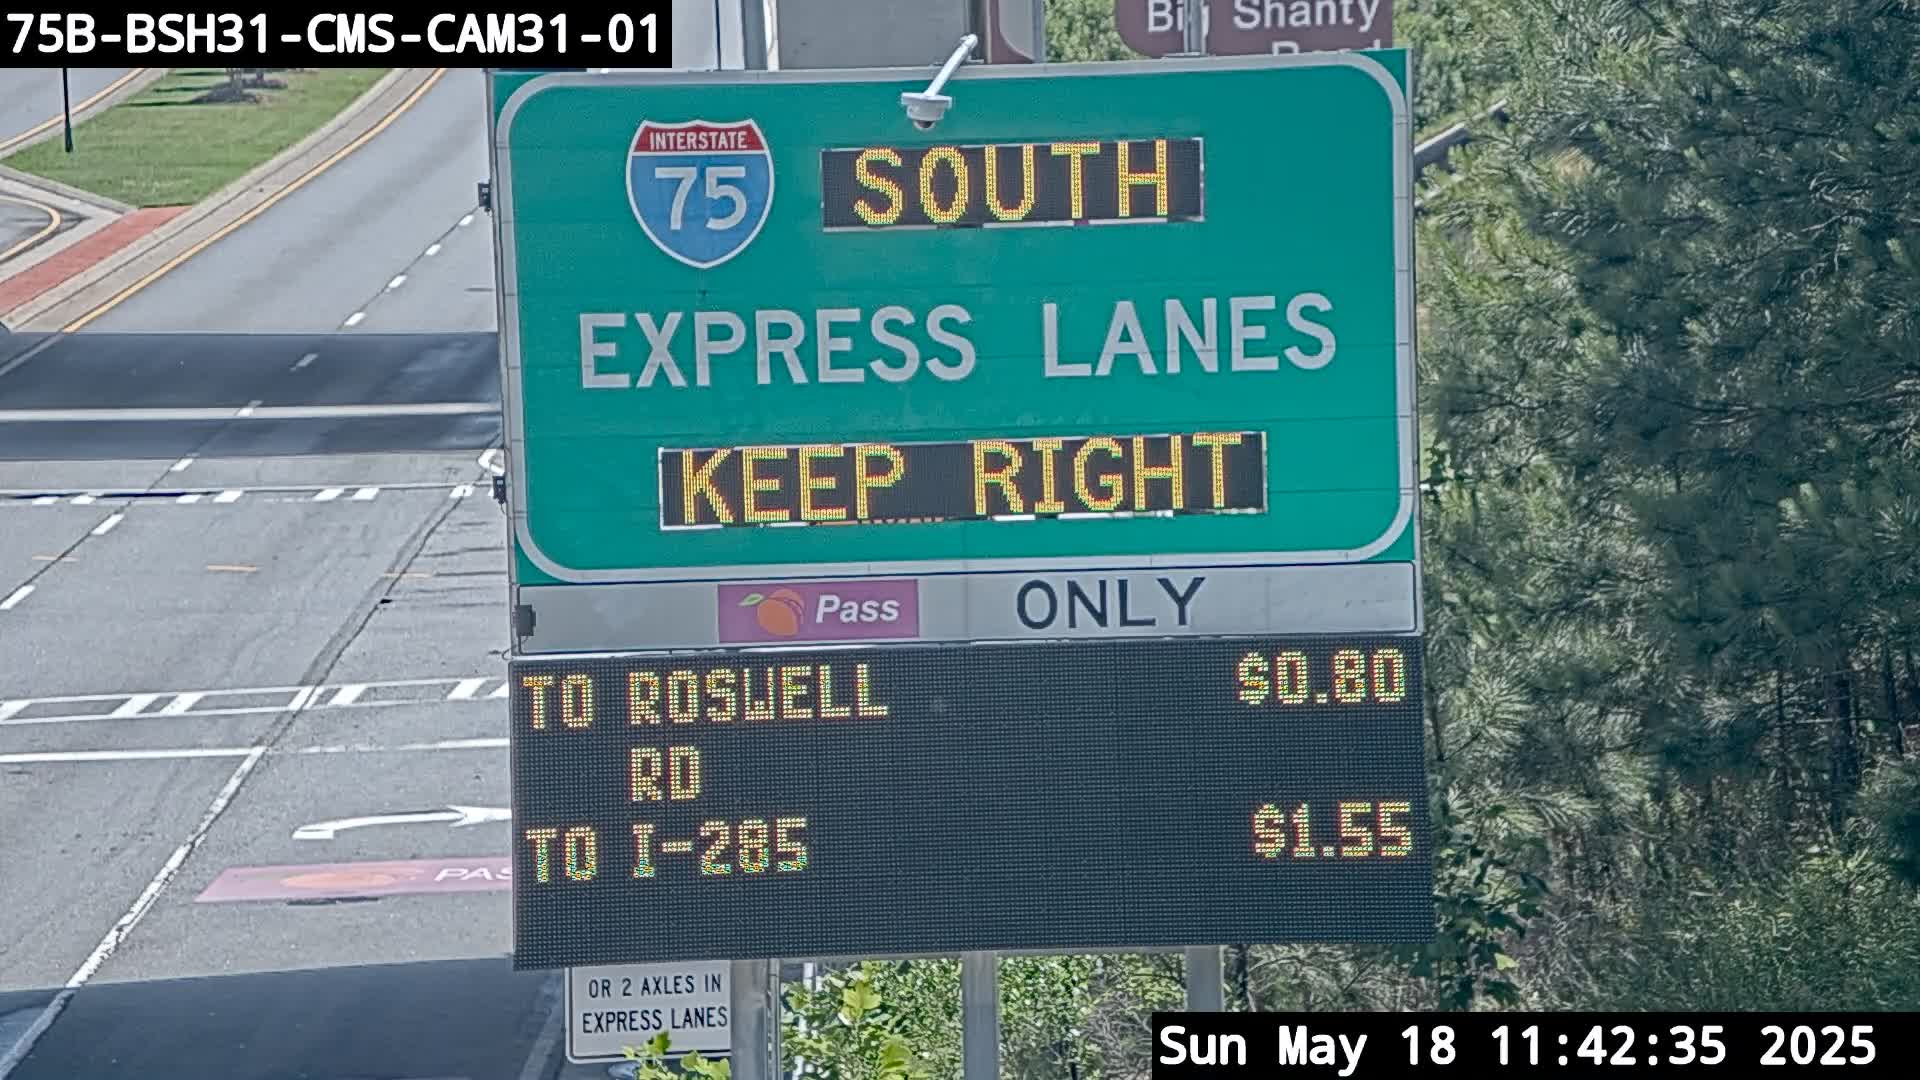 75B-BSH31-CMS-CAM31-01
Big Shanty
Road
INTERSTATE
75
SOUTH
EXPRESS LANES
KEEP RIGHT
Pass
ONLY
TO ROSWELL $0.80
RD
TO I-285 $1.55
PAS
OR 2 AXLES IN
EXPRESS LANES
Sun May 18 11:42:35 2025